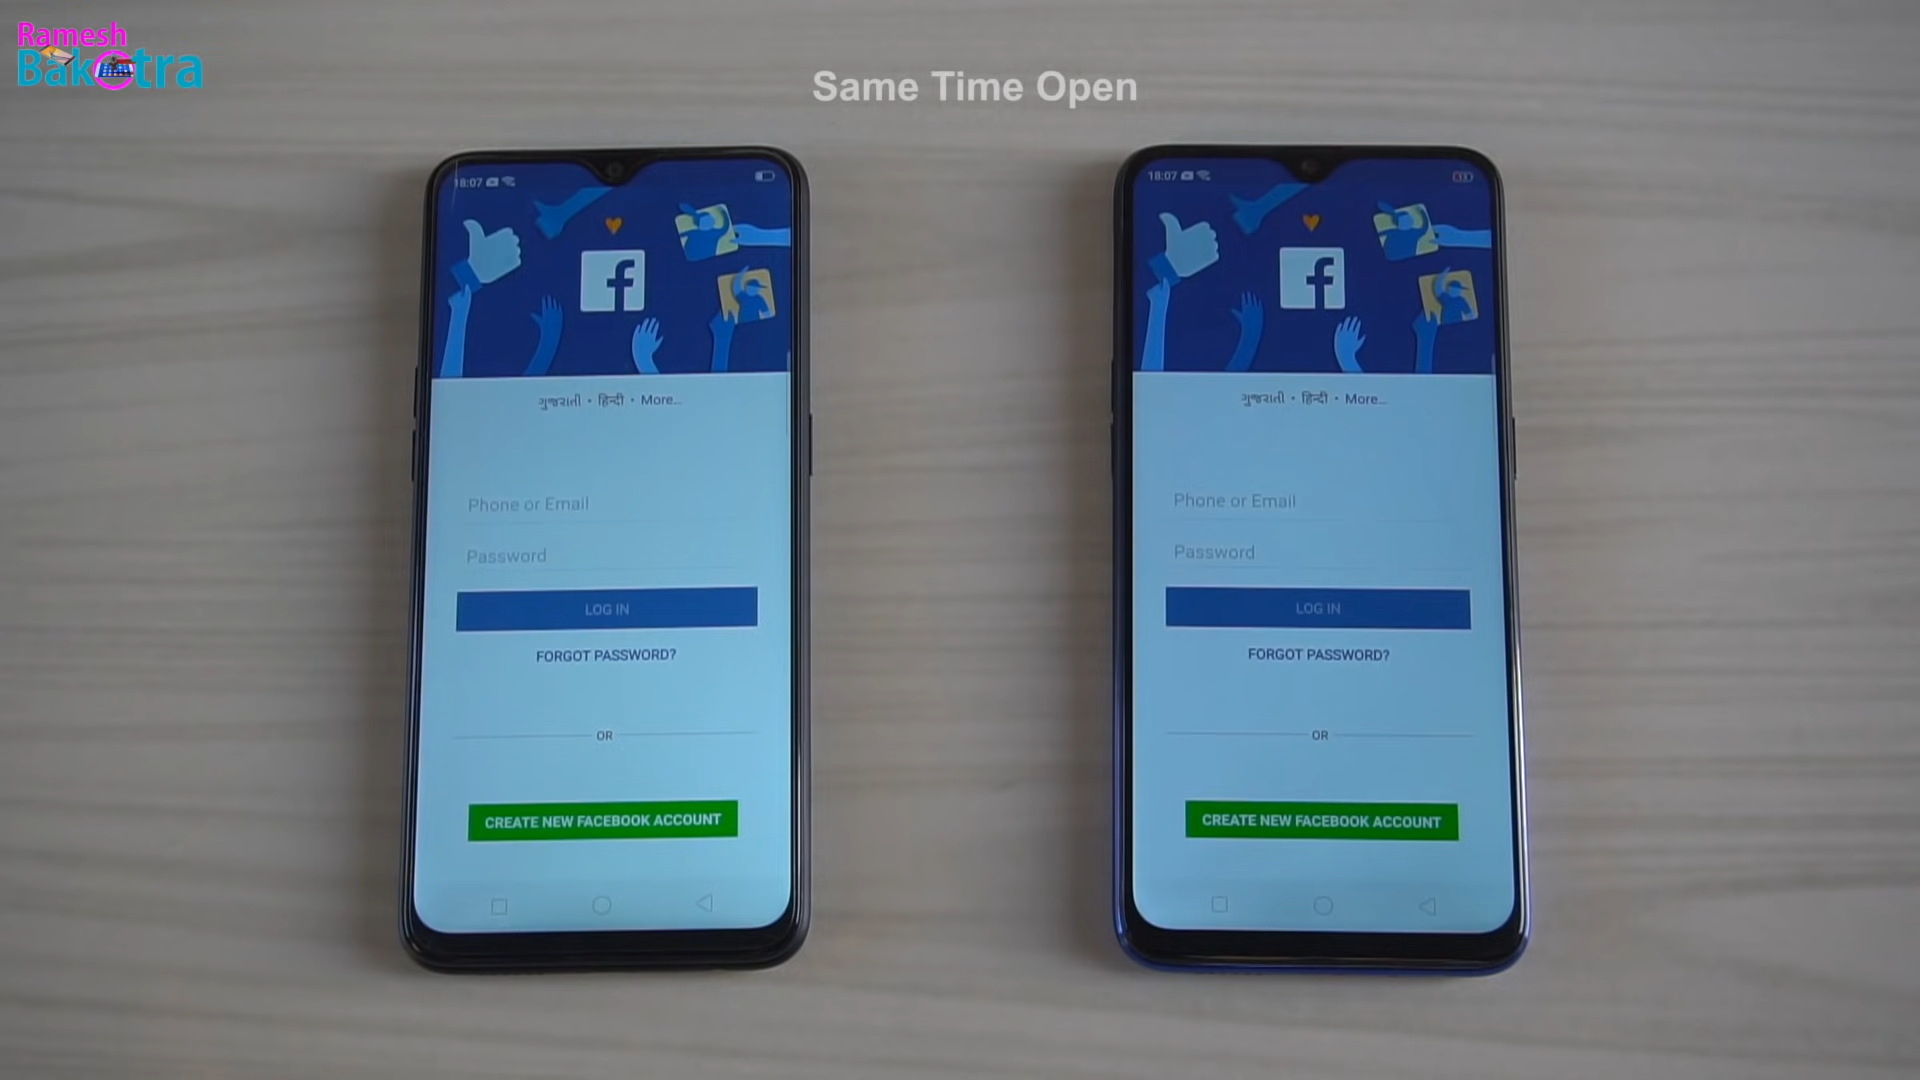 Ramesh
Bakotra
Same Time Open
18:07
ગુજરાતી • हिन्दी • More...
Phone or Email
Password
LOG IN
FORGOT PASSWORD?
OR
CREATE NEW FACEBOOK ACCOUNT
18:07
ગુજરાતી • हिन्दी • More...
Phone or Email
Password
LOG IN
FORGOT PASSWORD?
OR
CREATE NEW FACEBOOK ACCOUNT